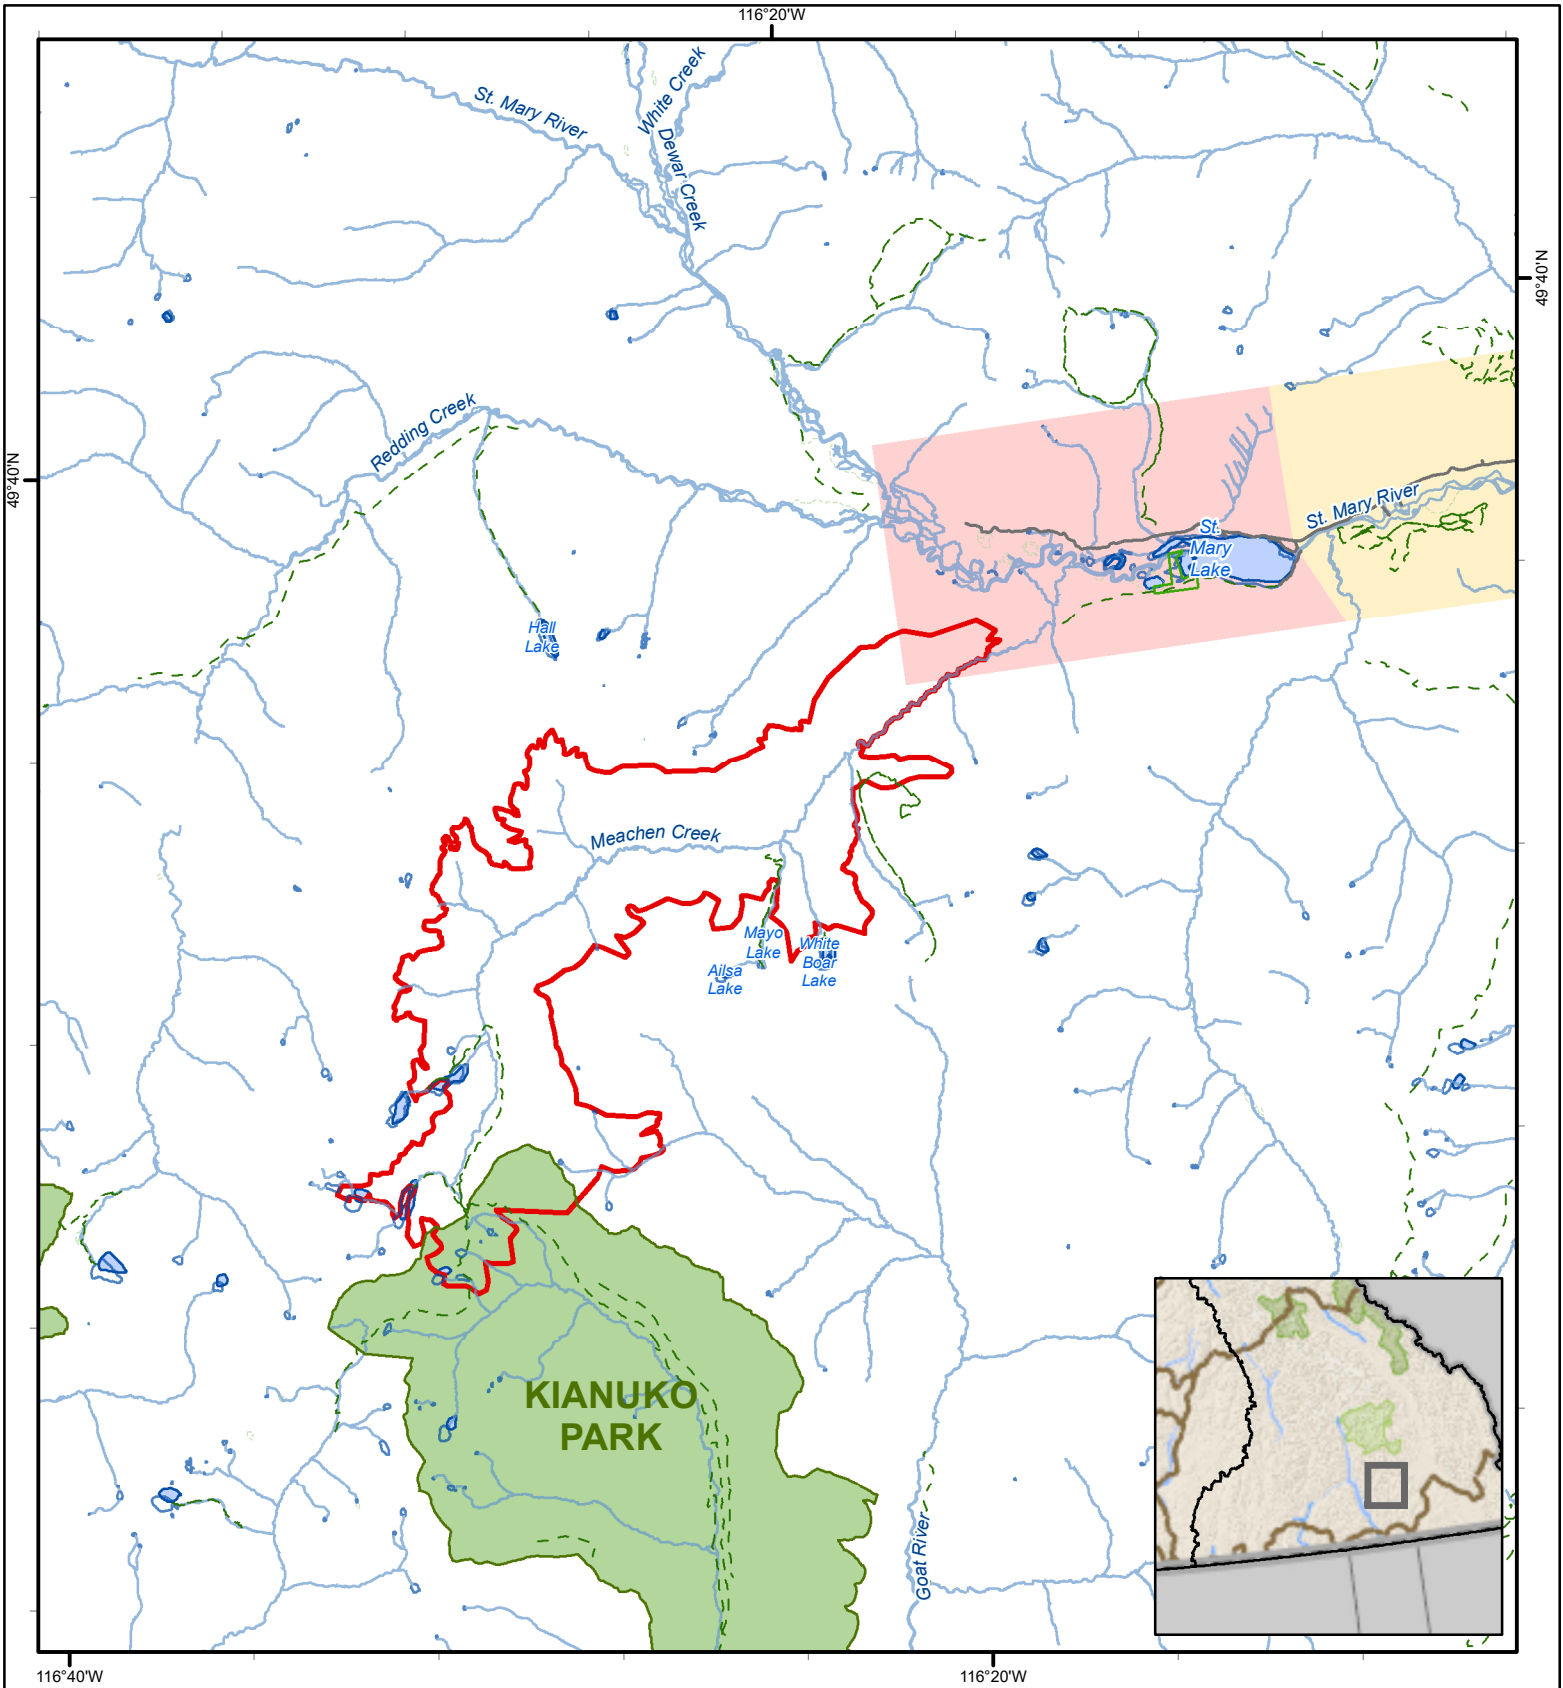 116°20'W
St. Mary River
White Creek
Dewar Creek
49°40'N
Redding Creek
49°40'N
St. Mary River
St.
Mary
Lake
Hall
Lake
Meachen Creek
Mayo
Lake
White
Boar
Lake
Ailsa
Lake
KIANUKO
PARK
Goat River
116°40'W
116°20'W